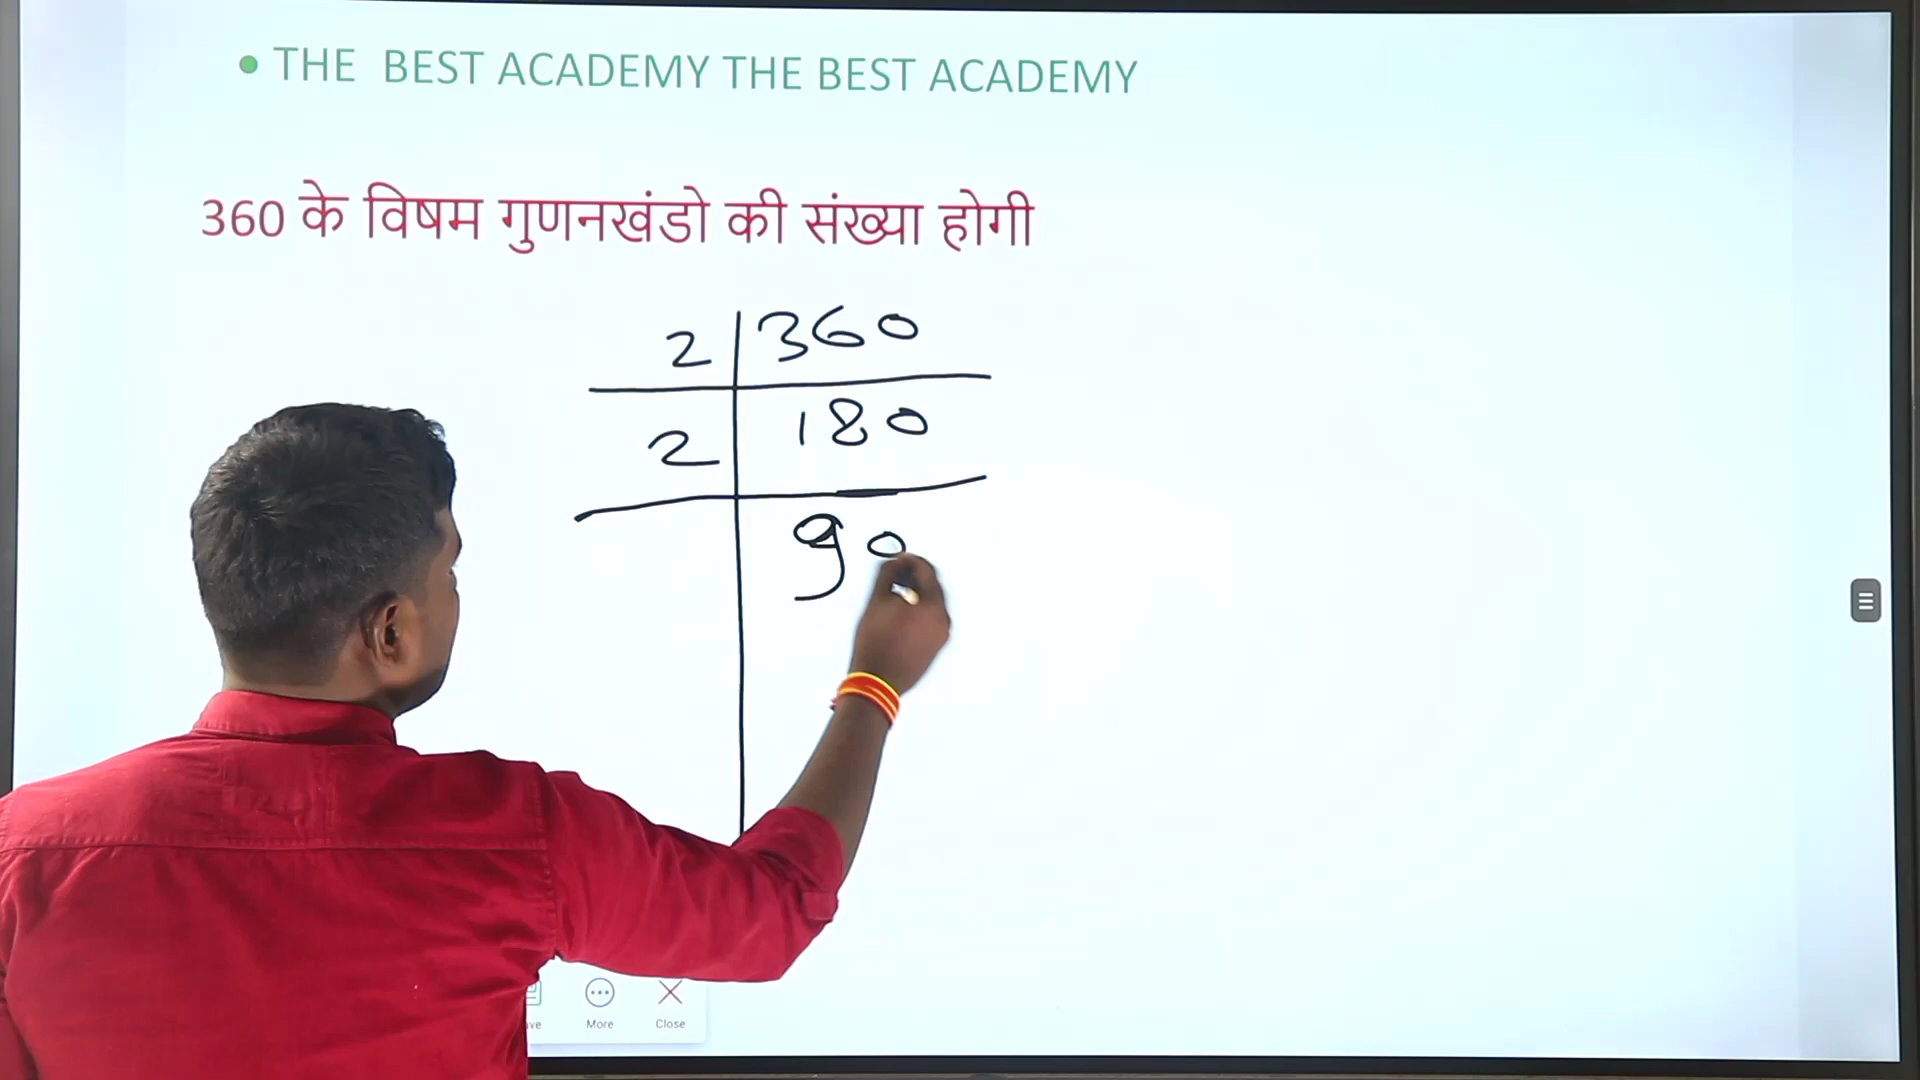 • THE BEST ACADEMY THE BEST ACADEMY
360 के विषम गुणनखंडो की संख्या होगी
2 | 360
2 | 180
90
More Close